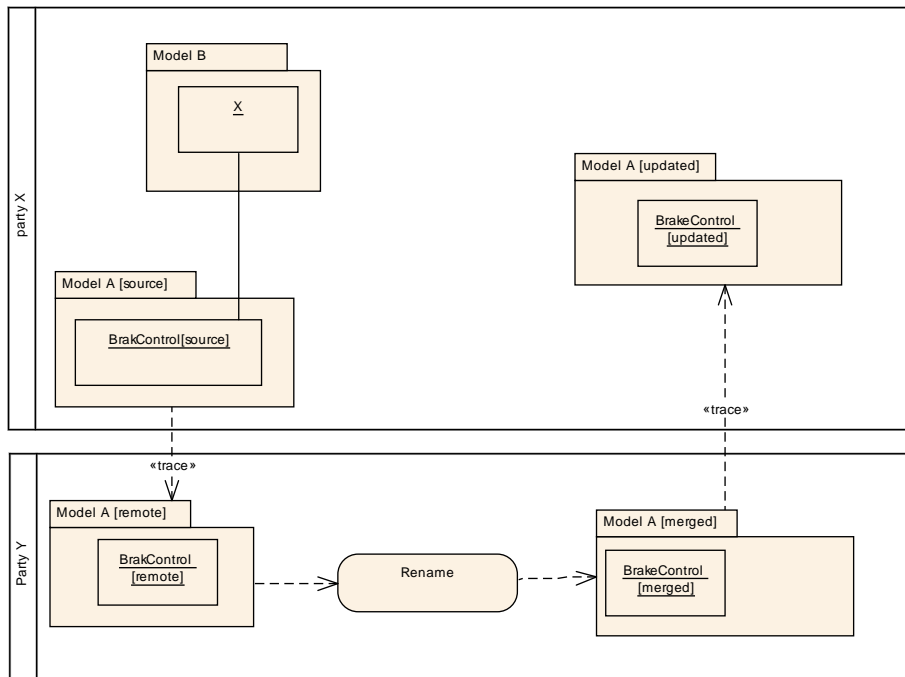 party X
Model B
X
Model A [updated]
BrakeControl
[updated]
Model A [source]
BrakControl[source]
«trace»
«trace»
Party Y
Model A [remote]
BrakControl
[remote]
Rename
Model A [merged]
BrakeControl
[merged]